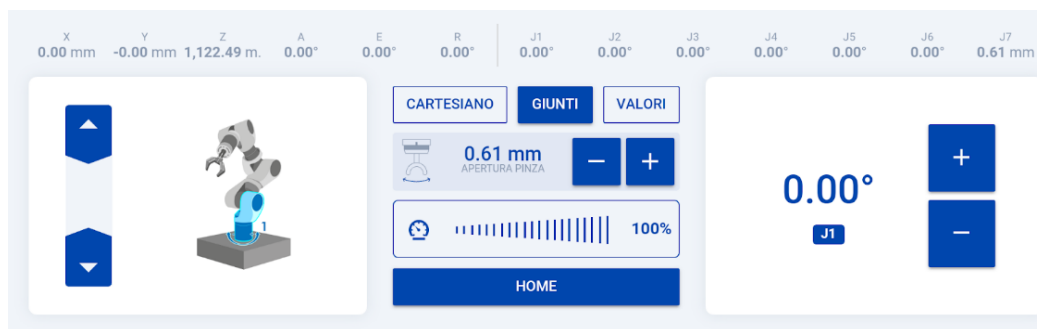 X Y Z A E R J1 J2 J3 J4 J5 J6 J7
0.00 mm -0.00 mm 1,122.49 m. 0.00° 0.00° 0.00° 0.00° 0.00° 0.00° 0.00° 0.00° 0.00° 0.61 mm
CARTESIANO GIUNTI VALORI
0.61 mm − +
APERTURA PINZA
100%
HOME
1
+
0.00°
J1
−